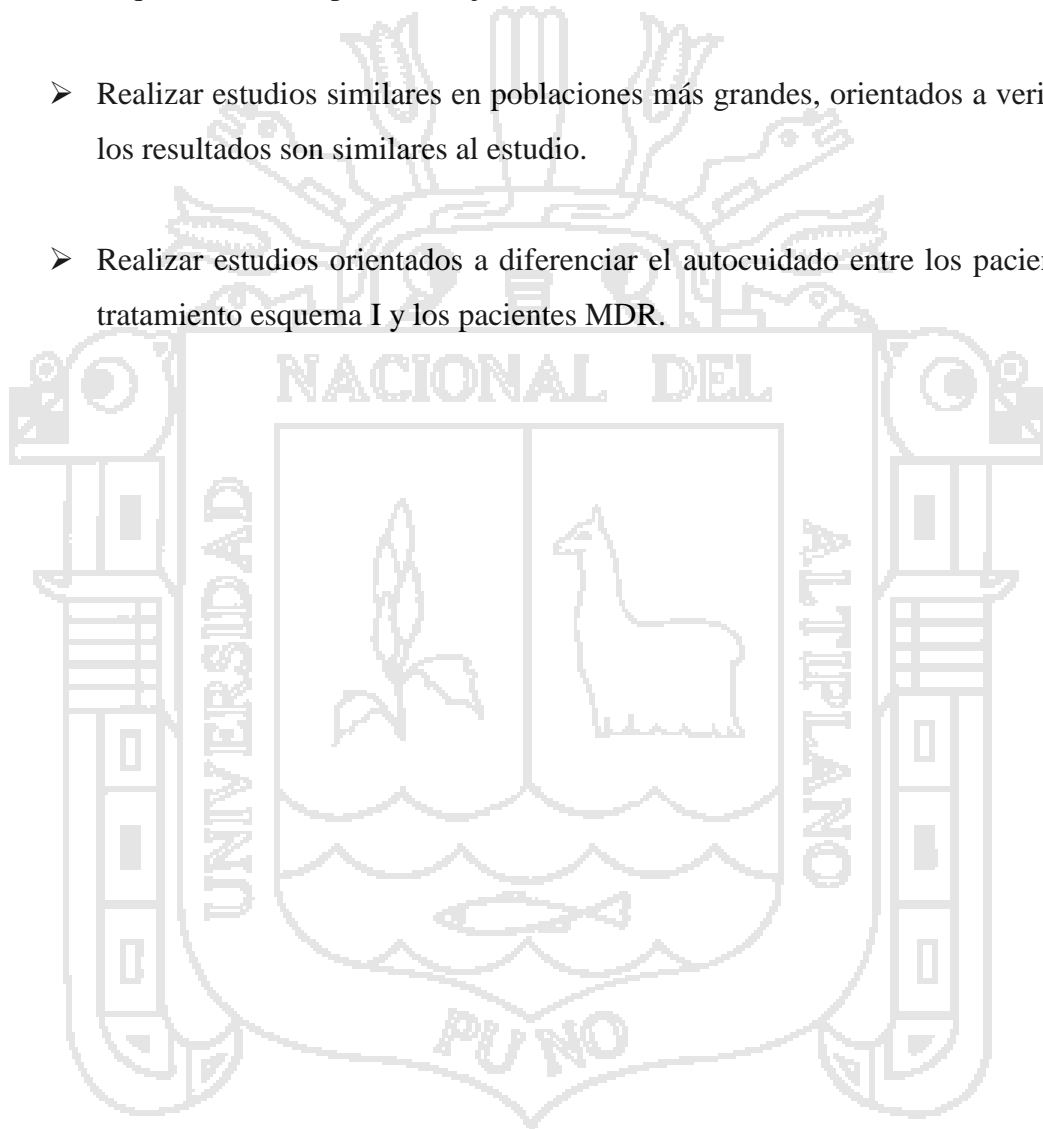 ➢ Realizar estudios similares en poblaciones más grandes, orientados a veri
los resultados son similares al estudio.
➢ Realizar estudios orientados a diferenciar el autocuidado entre los pacien
tratamiento esquema I y los pacientes MDR.
NACIONAL DEL
UNIVERSIDAD
ALTIPLANO
PUNO